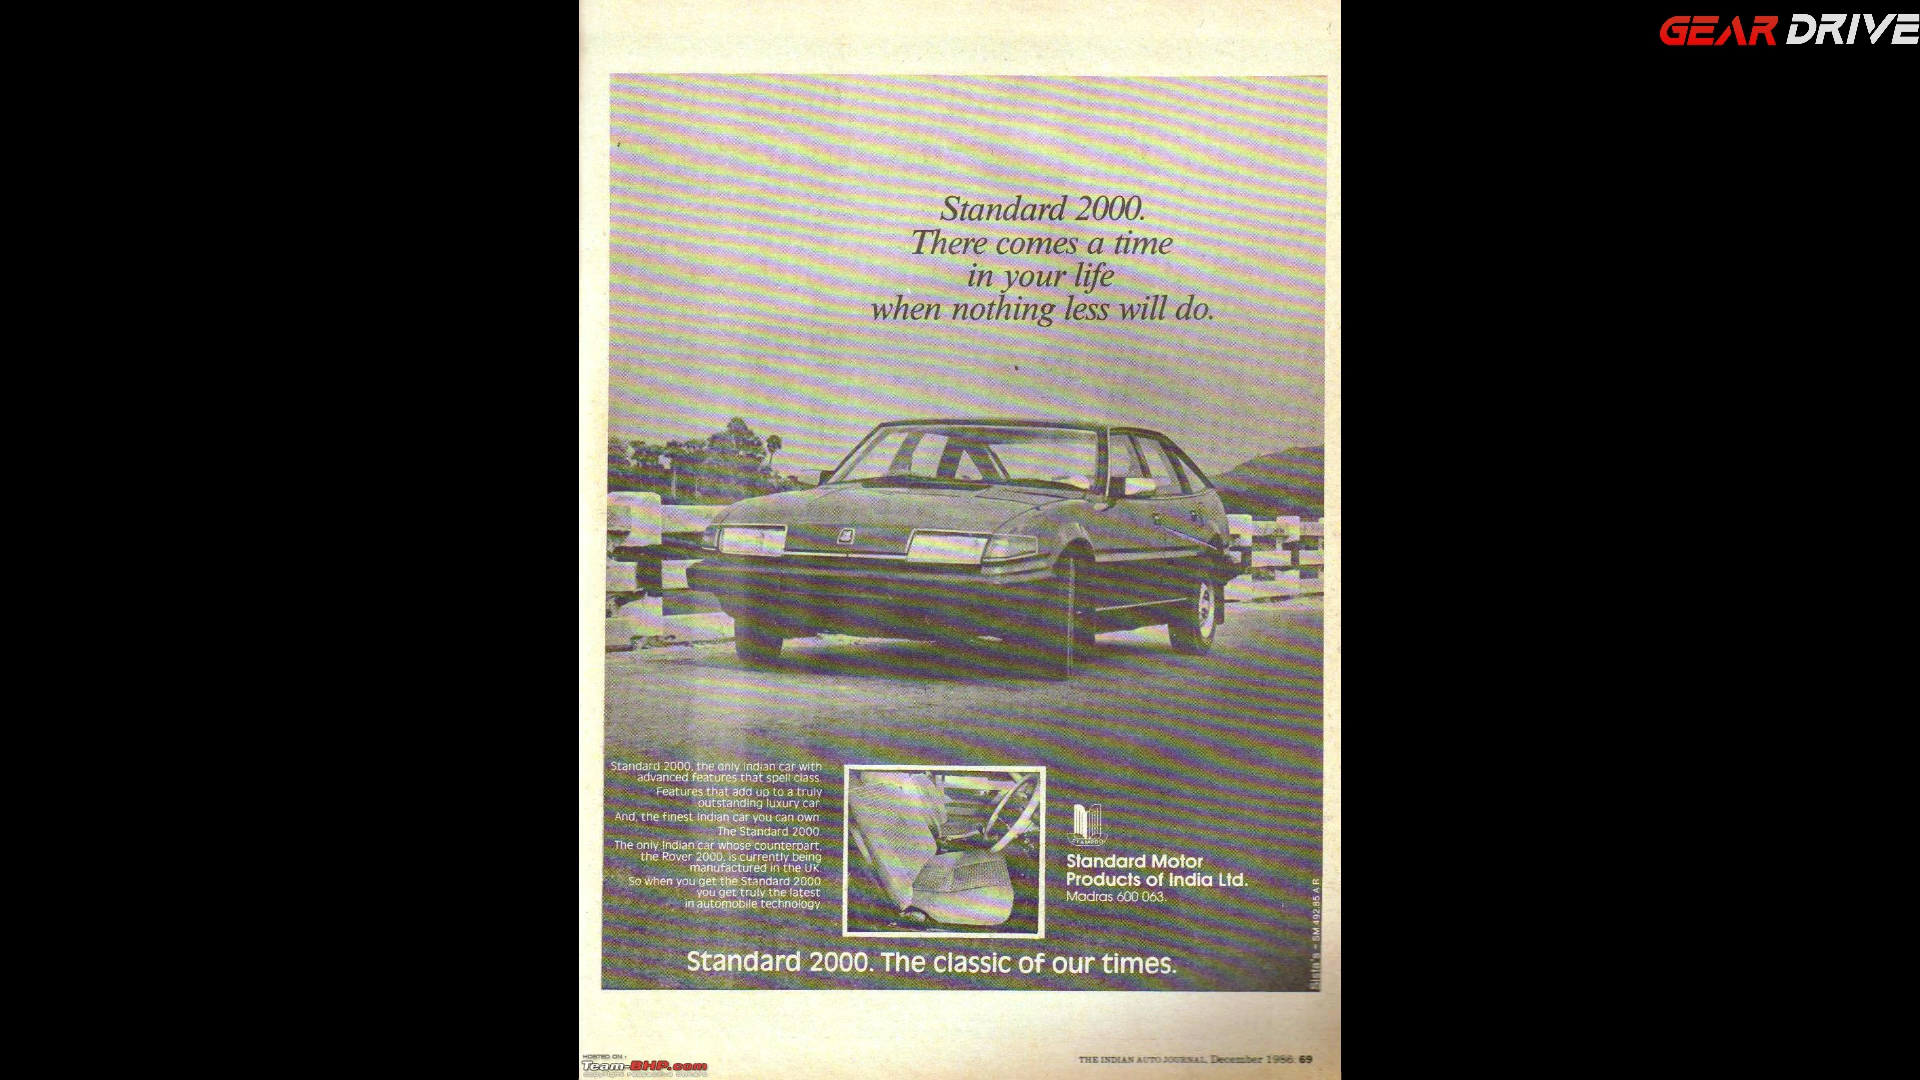 GEAR DRIVE
Standard 2000.
There comes a time
in your life
when nothing less will do.
Standard 2000, the only Indian car with
advanced features that spell class.
Features that add up to a truly
outstanding luxury car.
And, the finest Indian car you can own.
The Standard 2000.
The only Indian car whose counterpart,
the Rover 2000, is currently being
manufactured in the UK.
So when you get the Standard 2000
you get truly the latest
in automobile technology.
Standard Motor
Products of India Ltd.
Madras 600 063.
SM 492.85 A R
Standard 2000. The classic of our times.
THE INDIAN AUTO JOURNAL, December 1986 69
HOSTED ON :
Team-BHP.com